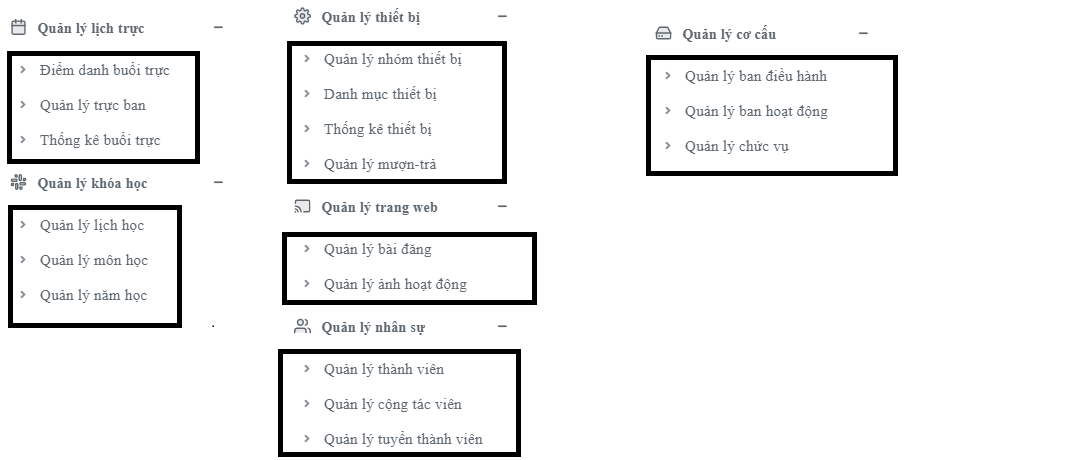 Quản lý lịch trực
Điểm danh buổi trực
Quản lý trực ban
Thống kê buổi trực
Quản lý khóa học
Quản lý lịch học
Quản lý môn học
Quản lý năm học
Quản lý thiết bị
Quản lý nhóm thiết bị
Danh mục thiết bị
Thống kê thiết bị
Quản lý mượn-trả
Quản lý trang web
Quản lý bài đăng
Quản lý ảnh hoạt động
Quản lý nhân sự
Quản lý thành viên
Quản lý cộng tác viên
Quản lý tuyển thành viên
Quản lý cơ cấu
Quản lý ban điều hành
Quản lý ban hoạt động
Quản lý chức vụ